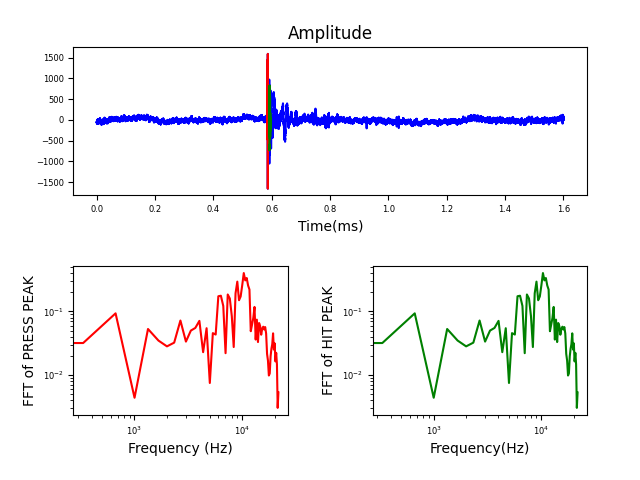 Amplitude
1500
1000
500
0
−500
−1000
−1500
0.0 0.2 0.4 0.6 0.8 1.0 1.2 1.4 1.6
Time(ms)
FFT of PRESS PEAK
10⁻¹
10⁻²
10³ 10⁴
Frequency (Hz)
FFT of HIT PEAK
10⁻¹
10⁻²
10³ 10⁴
Frequency(Hz)